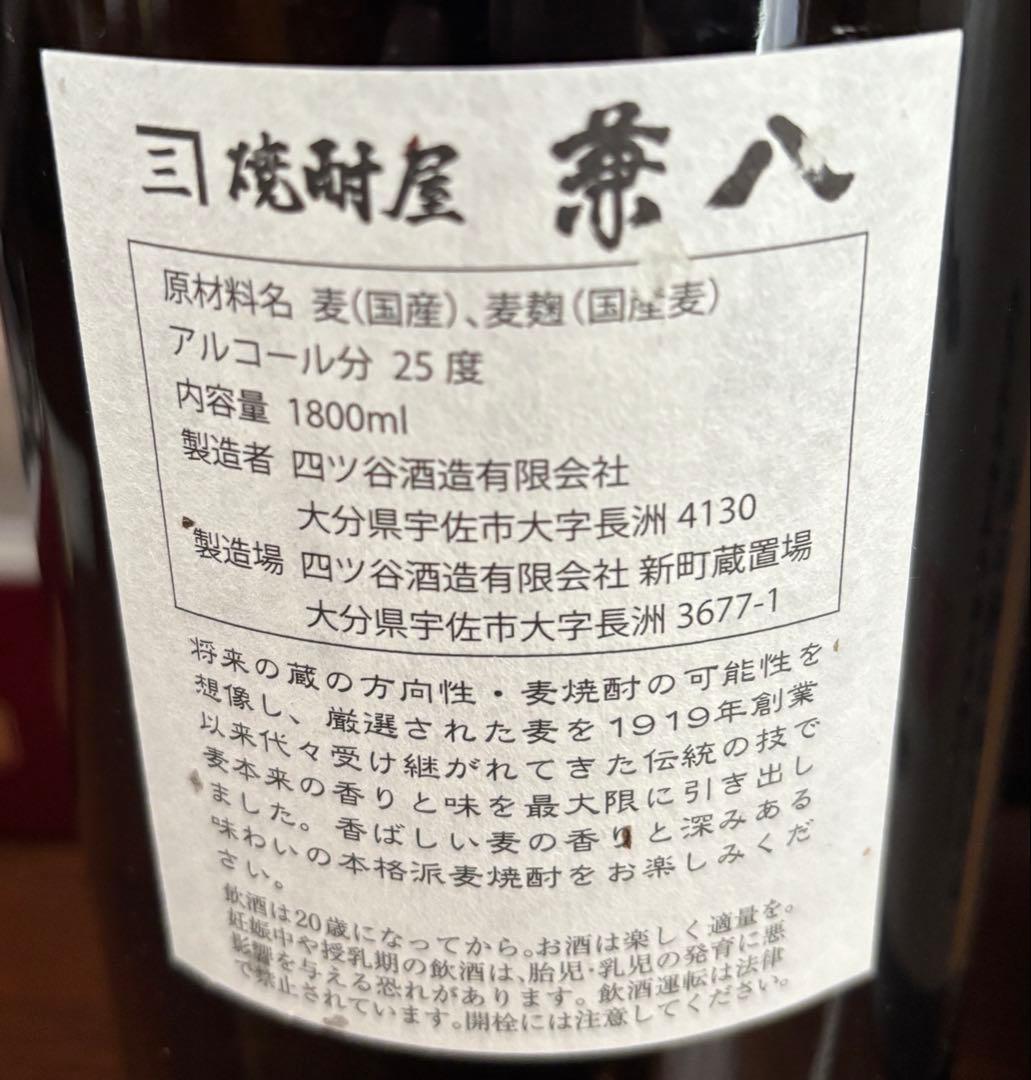 三 焼酎屋 兼八
原材料名 麦(国産)、麦麹(国産麦)
アルコール分 25度
内容量 1800ml
製造者 四ツ谷酒造有限会社
大分県宇佐市大字長洲4130
製造場 四ツ谷酒造有限会社 新町蔵置場
大分県宇佐市大字長洲3677-1
将来の蔵の方向性・麦焼酎の可能性を
想像し、厳選された麦を1919年創業
以来代々受け継がれてきた伝統の技で
麦本来の香りと味を最大限に引き出し
ました。香ばしい麦の香りと深みある
味わいの本格派麦焼酎をお楽しみくだ
さい。
飲酒は20歳になってから。お酒は楽しく適量を。
妊娠中や授乳期の飲酒は、胎児・乳児の発育に悪
影響を与える恐れがあります。飲酒運転は法律
で禁止されています。開栓には注意してください。